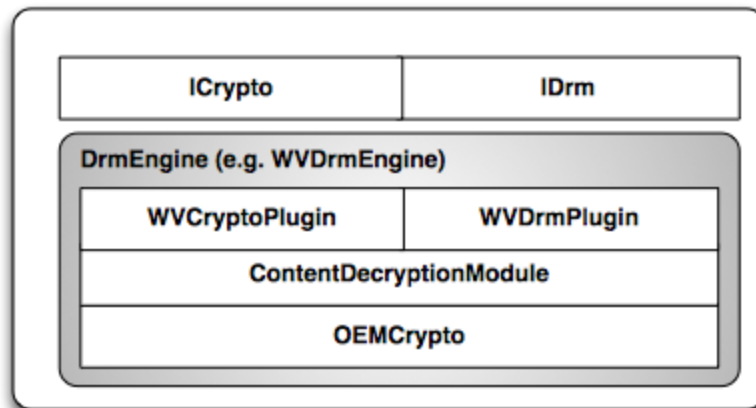 ICrypto IDrm
DrmEngine (e.g. WVDrmEngine)
WVCryptoPlugin WVDrmPlugin
ContentDecryptionModule
OEMCrypto